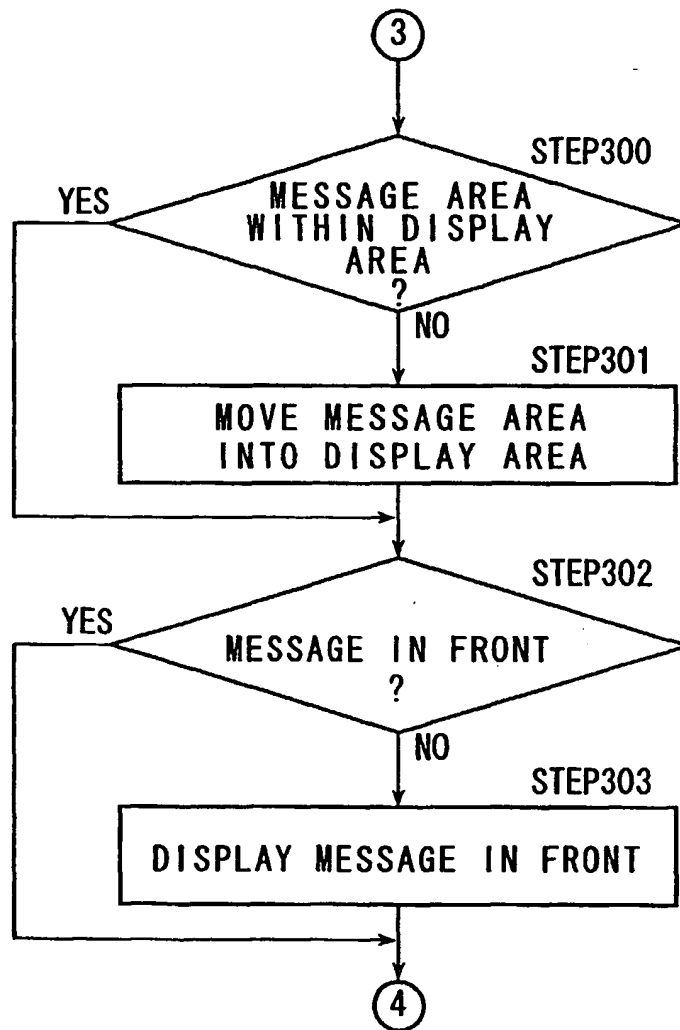 3
STEP300
YES
MESSAGE AREA
WITHIN DISPLAY
AREA
?
NO
STEP301
MOVE MESSAGE AREA
INTO DISPLAY AREA
STEP302
YES
MESSAGE IN FRONT
?
NO
STEP303
DISPLAY MESSAGE IN FRONT
4